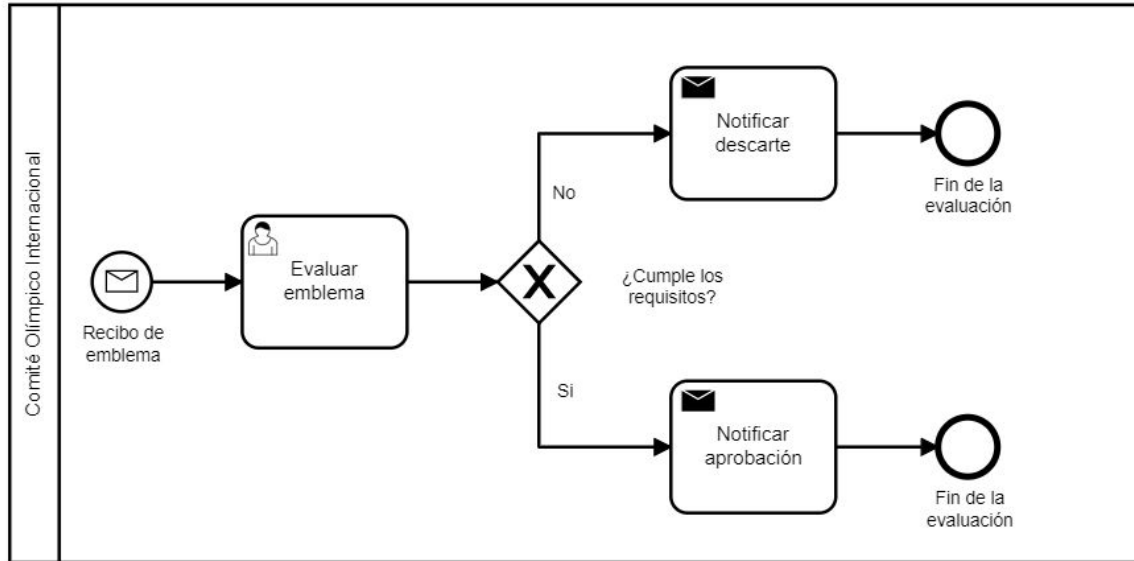 Comité Olímpico Internacional
Recibo de
emblema
Evaluar
emblema
¿Cumple los
requisitos?
No
Notificar
descarte
Fin de la
evaluación
Si
Notificar
aprobación
Fin de la
evaluación